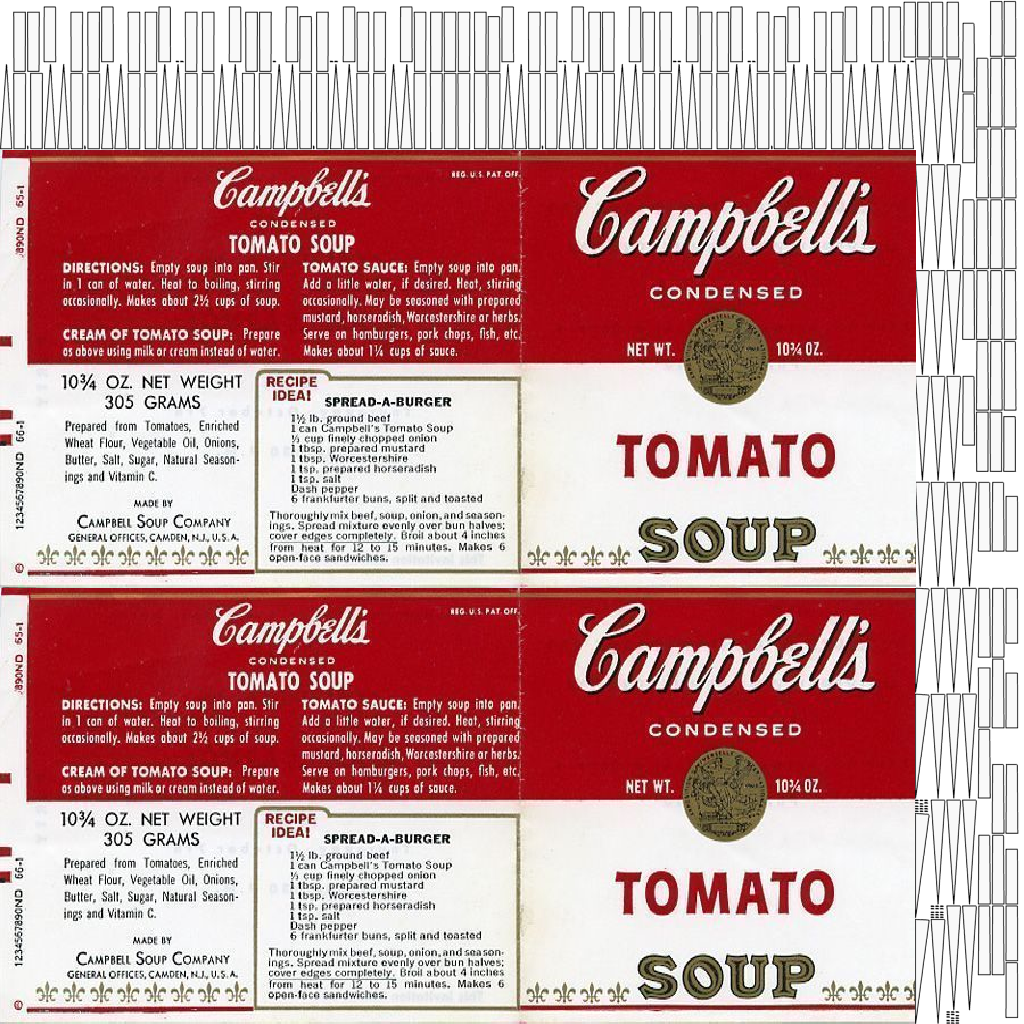 Campbell's
REG. U.S. PAT. OFF.
CONDENSED
TOMATO SOUP
DIRECTIONS: Empty soup into pan. Stir
in 1 can of water. Heat to boiling, stirring
occasionally. Makes about 2½ cups of soup.
CREAM OF TOMATO SOUP: Prepare
as above using milk or cream instead of water.
TOMATO SAUCE: Empty soup into pan.
Add a little water, if desired. Heat, stirring
occasionally. May be seasoned with prepared
mustard, horseradish, Worcestershire or herbs.
Serve on hamburgers, pork chops, fish, etc.
Makes about 1¼ cups of sauce.
890ND 65-1
1234567890ND 66-1
©
10¾ OZ. NET WEIGHT
305 GRAMS
Prepared from Tomatoes, Enriched
Wheat Flour, Vegetable Oil, Onions,
Butter, Salt, Sugar, Natural Season-
ings and Vitamin C.
MADE BY
CAMPBELL SOUP COMPANY
GENERAL OFFICES, CAMDEN, N.J., U.S.A.
RECIPE
IDEA!
SPREAD-A-BURGER
1½ lb. ground beef
1 can Campbell's Tomato Soup
⅓ cup finely chopped onion
1 tbsp. prepared mustard
1 tbsp. Worcestershire
1 tsp. prepared horseradish
1 tsp. salt
Dash pepper
6 frankfurter buns, split and toasted
Thoroughly mix beef, soup, onion, and season-
ings. Spread mixture evenly over bun halves;
cover edges completely. Broil about 4 inches
from heat for 12 to 15 minutes. Makes 6
open-face sandwiches.
Campbell's
CONDENSED
NET WT. 10¾ OZ.
TOMATO
SOUP
Campbell's
REG. U.S. PAT. OFF.
CONDENSED
TOMATO SOUP
DIRECTIONS: Empty soup into pan. Stir
in 1 can of water. Heat to boiling, stirring
occasionally. Makes about 2½ cups of soup.
CREAM OF TOMATO SOUP: Prepare
as above using milk or cream instead of water.
TOMATO SAUCE: Empty soup into pan.
Add a little water, if desired. Heat, stirring
occasionally. May be seasoned with prepared
mustard, horseradish, Worcestershire or herbs.
Serve on hamburgers, pork chops, fish, etc.
Makes about 1¼ cups of sauce.
890ND 65-1
1234567890ND 66-1
©
10¾ OZ. NET WEIGHT
305 GRAMS
Prepared from Tomatoes, Enriched
Wheat Flour, Vegetable Oil, Onions,
Butter, Salt, Sugar, Natural Season-
ings and Vitamin C.
MADE BY
CAMPBELL SOUP COMPANY
GENERAL OFFICES, CAMDEN, N.J., U.S.A.
RECIPE
IDEA!
SPREAD-A-BURGER
1½ lb. ground beef
1 can Campbell's Tomato Soup
⅓ cup finely chopped onion
1 tbsp. prepared mustard
1 tbsp. Worcestershire
1 tsp. prepared horseradish
1 tsp. salt
Dash pepper
6 frankfurter buns, split and toasted
Thoroughly mix beef, soup, onion, and season-
ings. Spread mixture evenly over bun halves;
cover edges completely. Broil about 4 inches
from heat for 12 to 15 minutes. Makes 6
open-face sandwiches.
Campbell's
CONDENSED
NET WT. 10¾ OZ.
TOMATO
SOUP